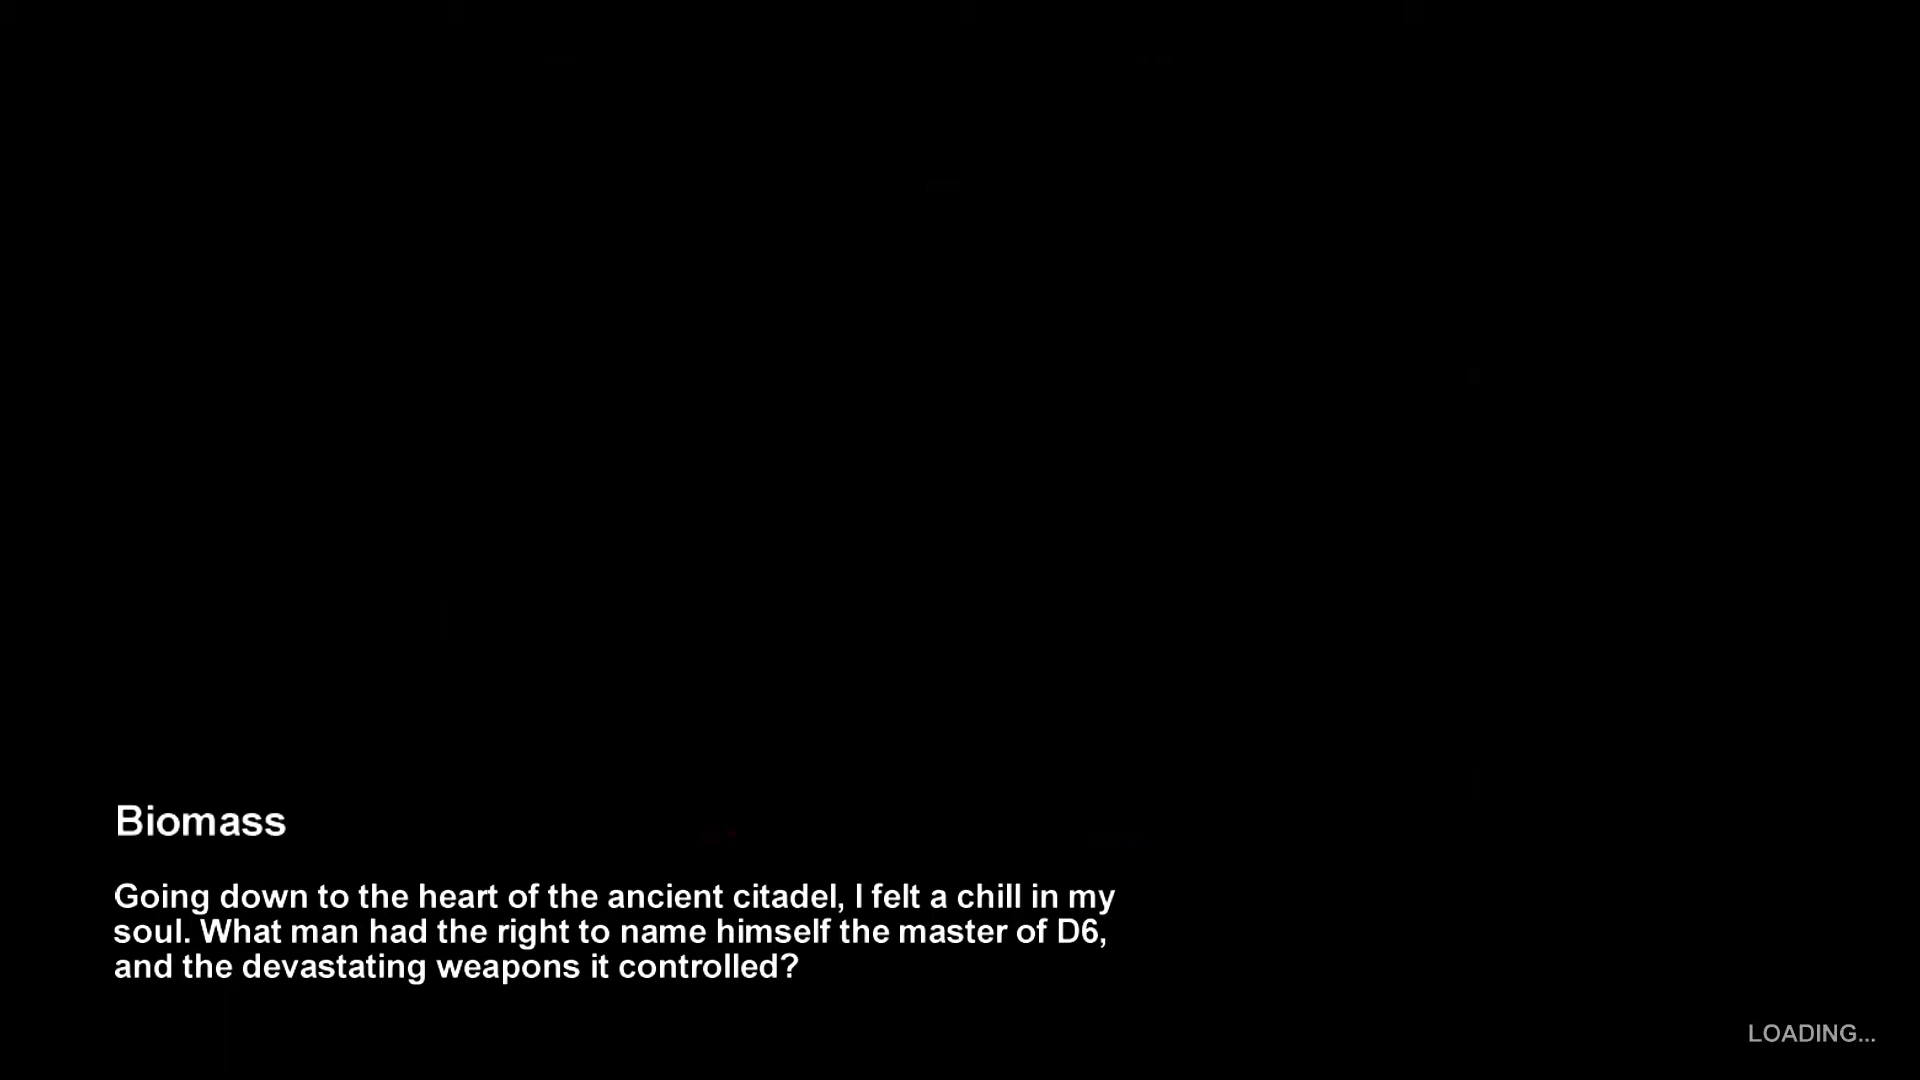 Biomass
Going down to the heart of the ancient citadel, I felt a chill in my
soul. What man had the right to name himself the master of D6,
and the devastating weapons it controlled?
LOADING...